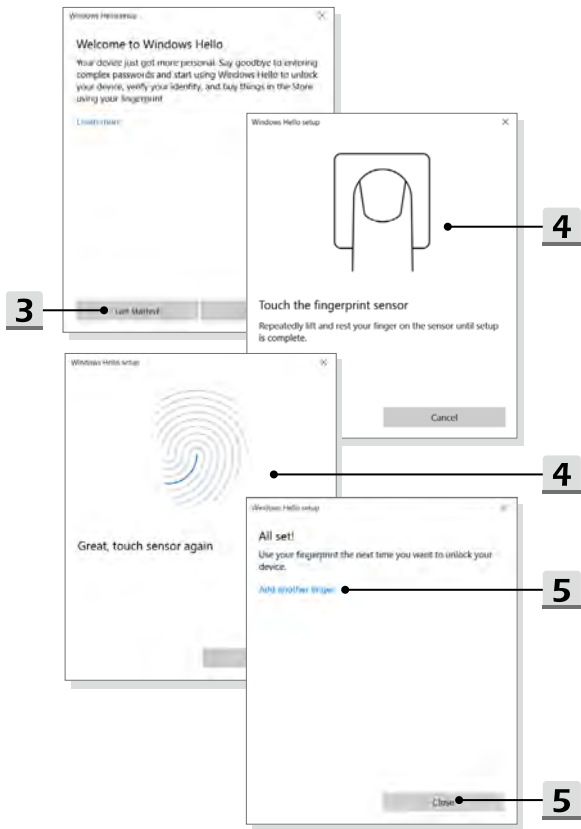 Windows Hello setup
Welcome to Windows Hello
Your device just got more personal. Say goodbye to entering
complex passwords and start using Windows Hello to unlock
your device, verify your identity, and buy things in the Store
using your fingerprint
Learn more
Get started
3
Windows Hello setup
4
Touch the fingerprint sensor
Repeatedly lift and rest your finger on the sensor until setup
is complete.
Cancel
Windows Hello setup
4
Great, touch sensor again
Windows Hello setup
All set!
Use your fingerprint the next time you want to unlock your
device.
Add another finger
5
Close
5